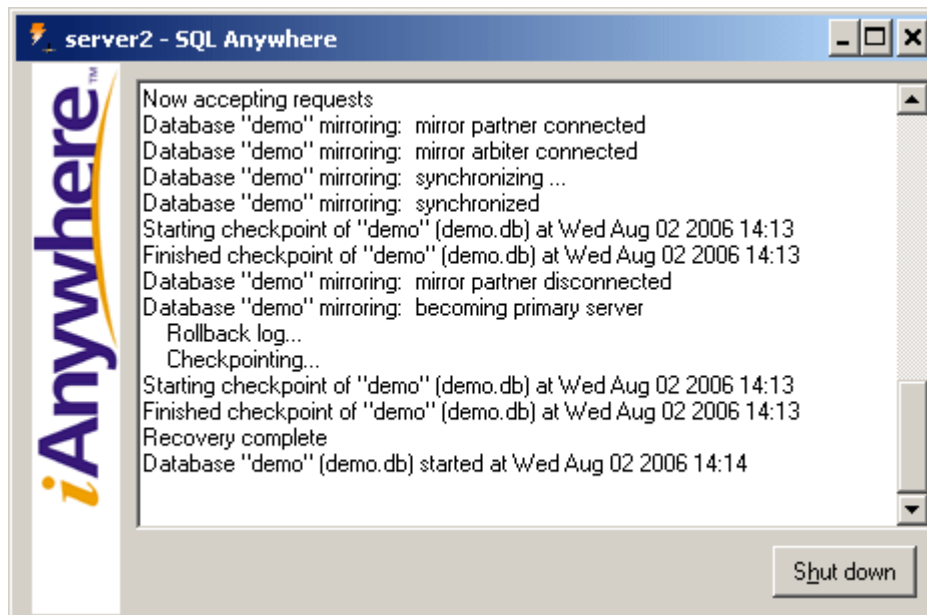 server2 - SQL Anywhere
iAnywhere™
Now accepting requests
Database "demo" mirroring:  mirror partner connected
Database "demo" mirroring:  mirror arbiter connected
Database "demo" mirroring:  synchronizing ...
Database "demo" mirroring:  synchronized
Starting checkpoint of "demo" (demo.db) at Wed Aug 02 2006 14:13
Finished checkpoint of "demo" (demo.db) at Wed Aug 02 2006 14:13
Database "demo" mirroring:  mirror partner disconnected
Database "demo" mirroring:  becoming primary server
Rollback log...
Checkpointing...
Starting checkpoint of "demo" (demo.db) at Wed Aug 02 2006 14:13
Finished checkpoint of "demo" (demo.db) at Wed Aug 02 2006 14:13
Recovery complete
Database "demo" (demo.db) started at Wed Aug 02 2006 14:14
Shut down